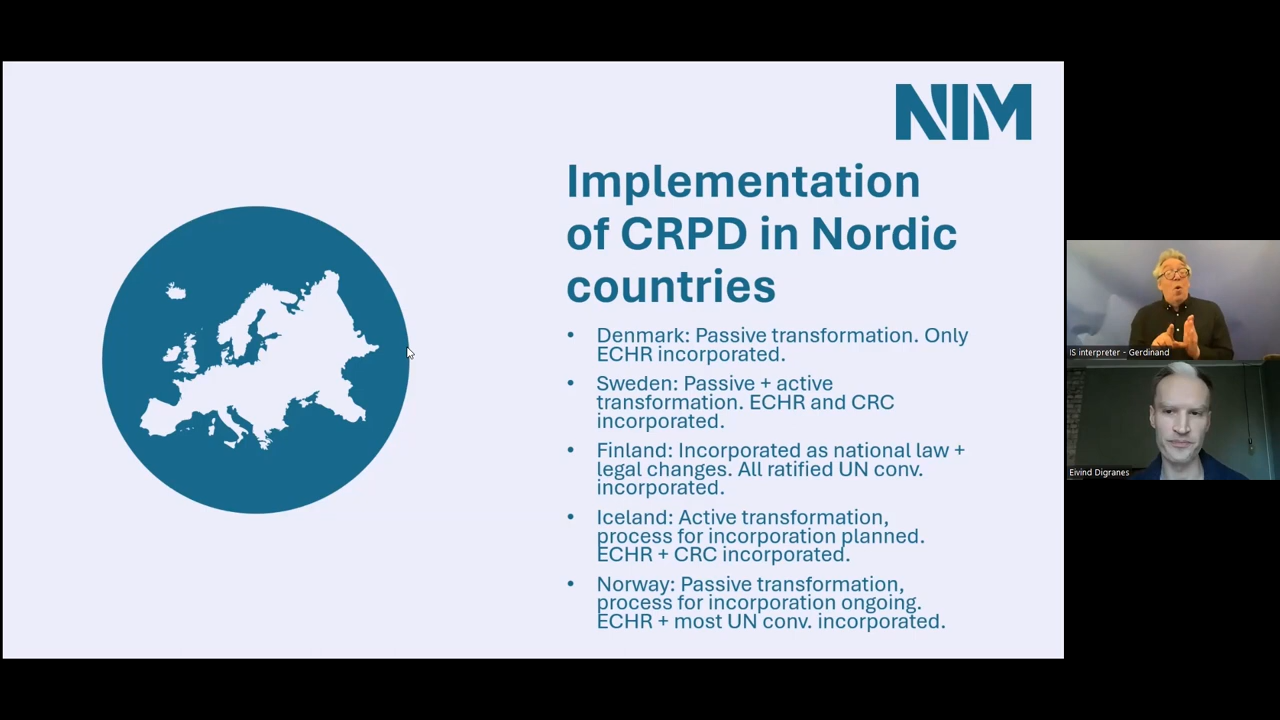 NIM
Implementation
of CRPD in Nordic
countries
• Denmark: Passive transformation. Only
ECHR incorporated.
• Sweden: Passive + active
transformation. ECHR and CRC
incorporated.
• Finland: Incorporated as national law +
legal changes. All ratified UN conv.
incorporated.
• Iceland: Active transformation,
process for incorporation planned.
ECHR + CRC incorporated.
• Norway: Passive transformation,
process for incorporation ongoing.
ECHR + most UN conv. incorporated.
IS interpreter - Gerdinand
Eivind Digranes